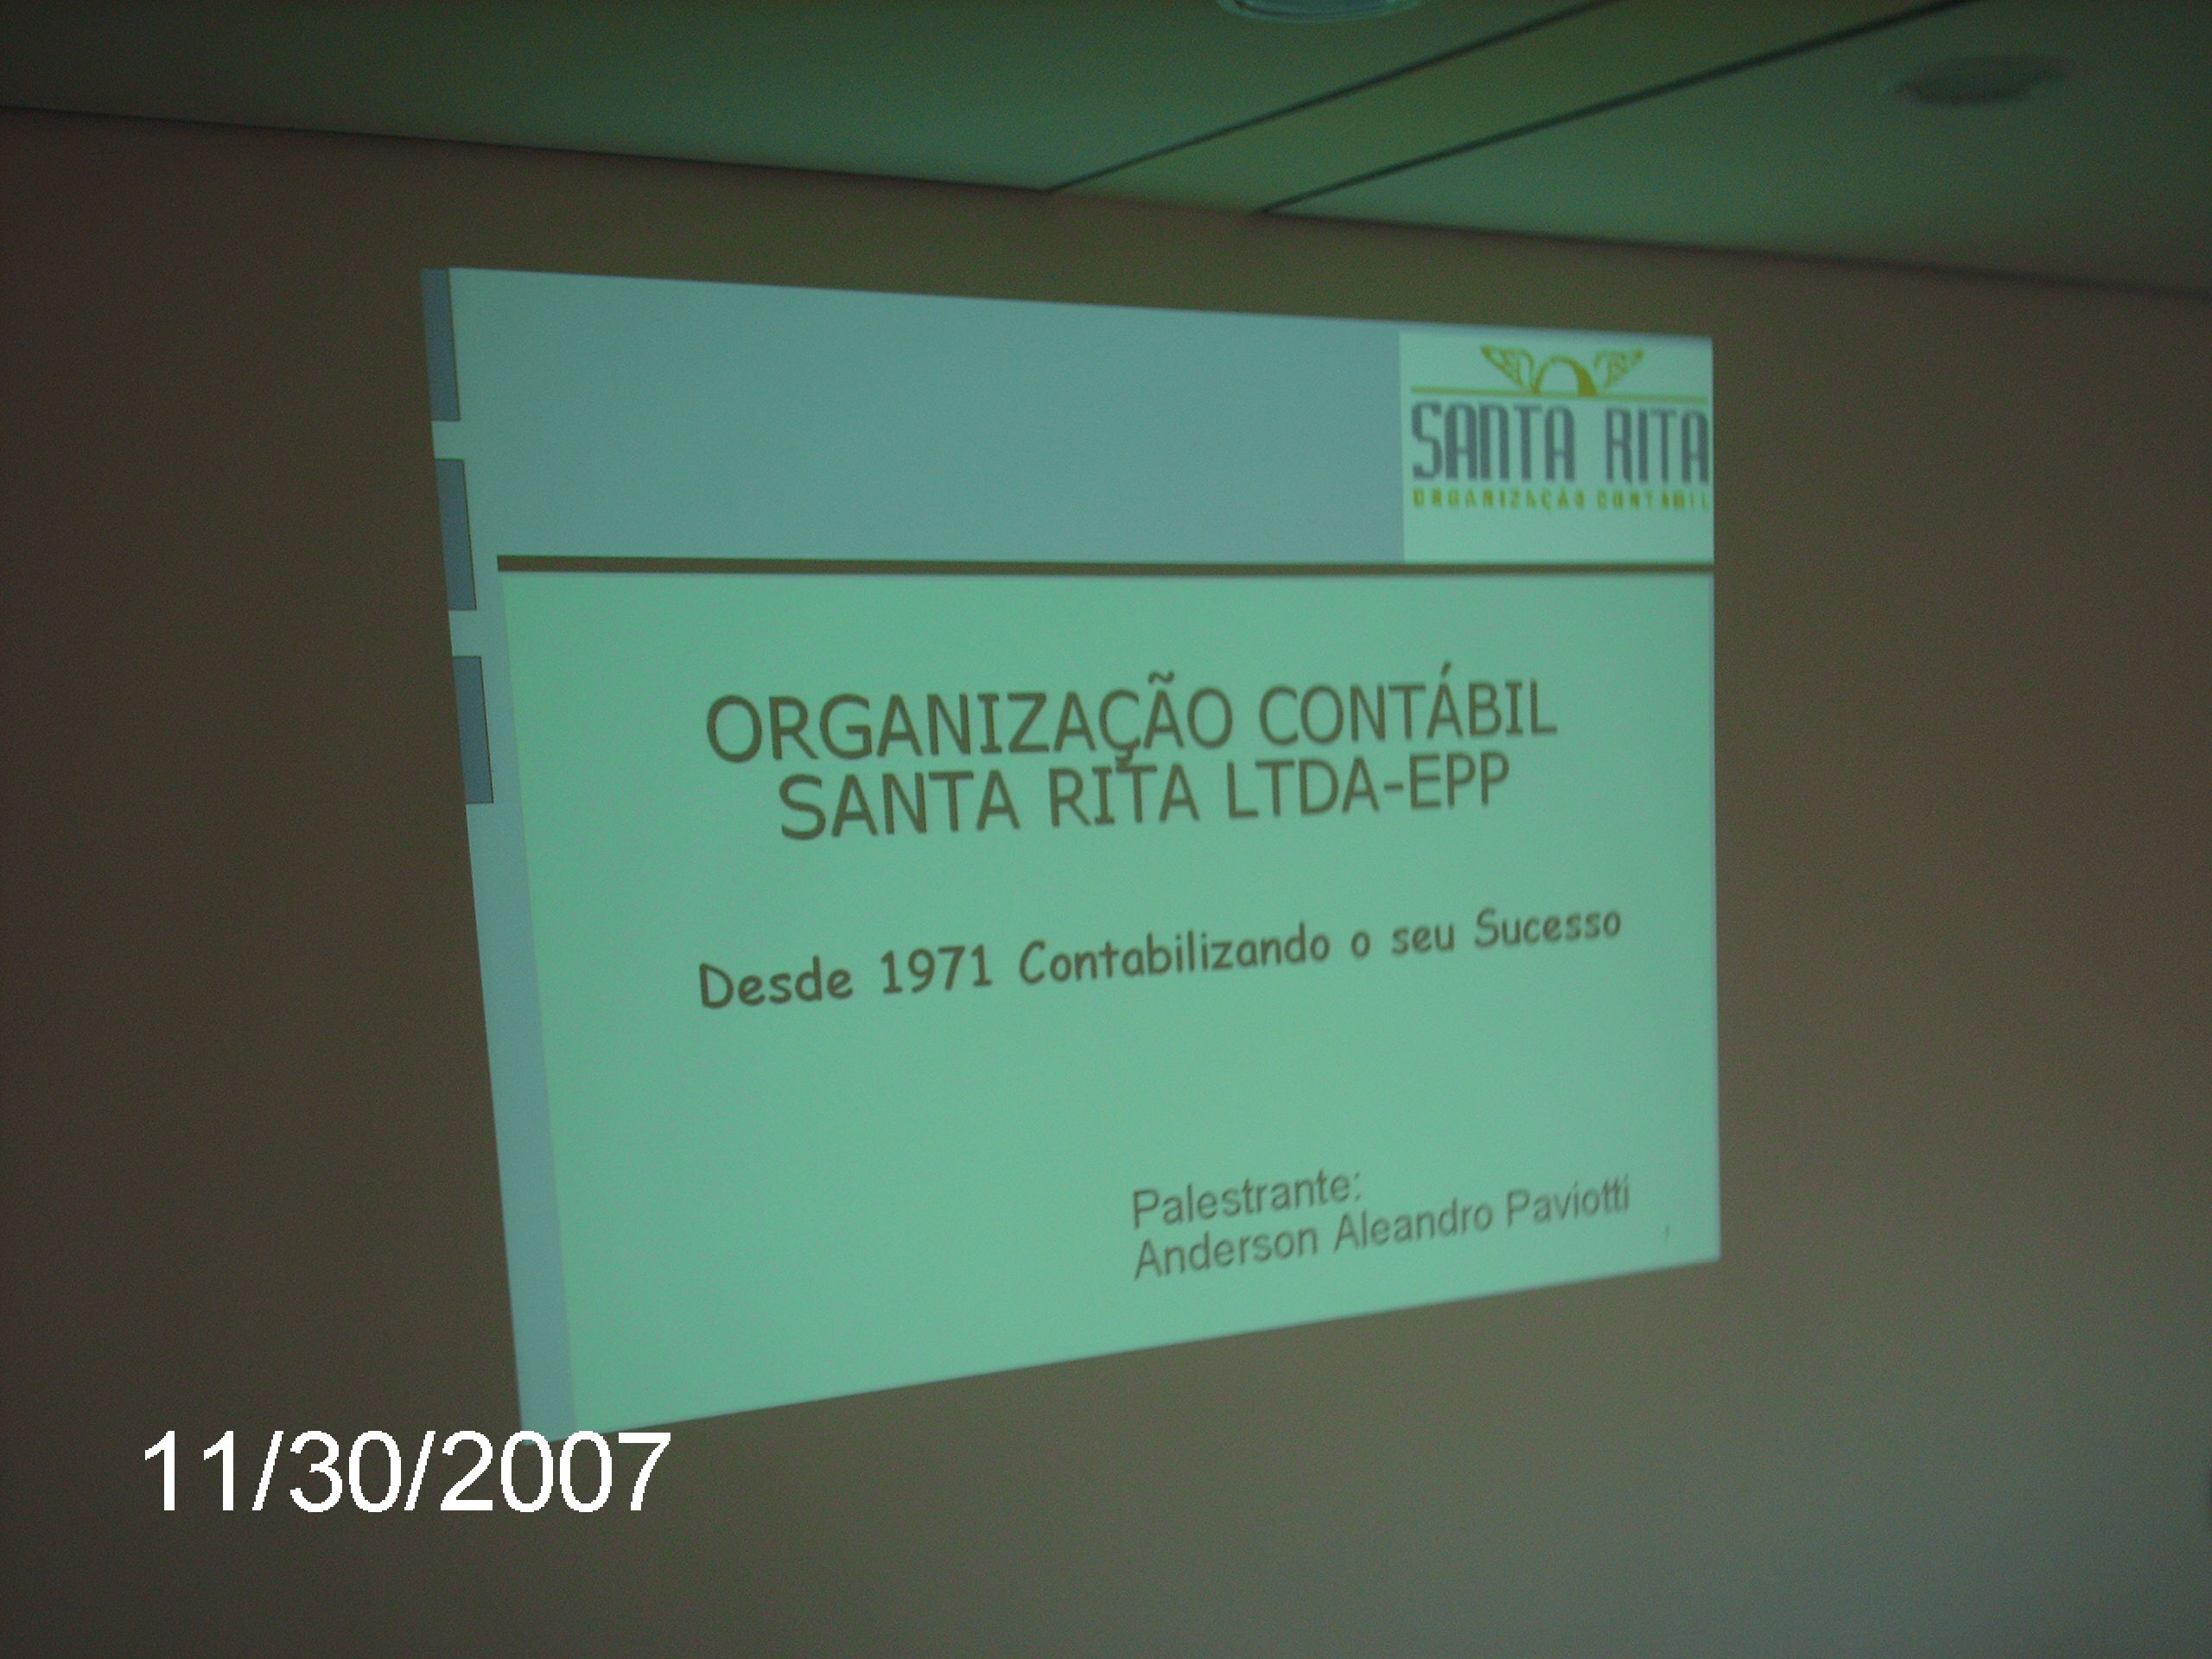 SANTA RITA
ORGANIZAÇÃO CONTÁBIL
ORGANIZAÇÃO CONTÁBIL
SANTA RITA LTDA-EPP
Desde 1971 Contabilizando o seu Sucesso
Palestrante:
Anderson Aleandro Paviotti
11/30/2007